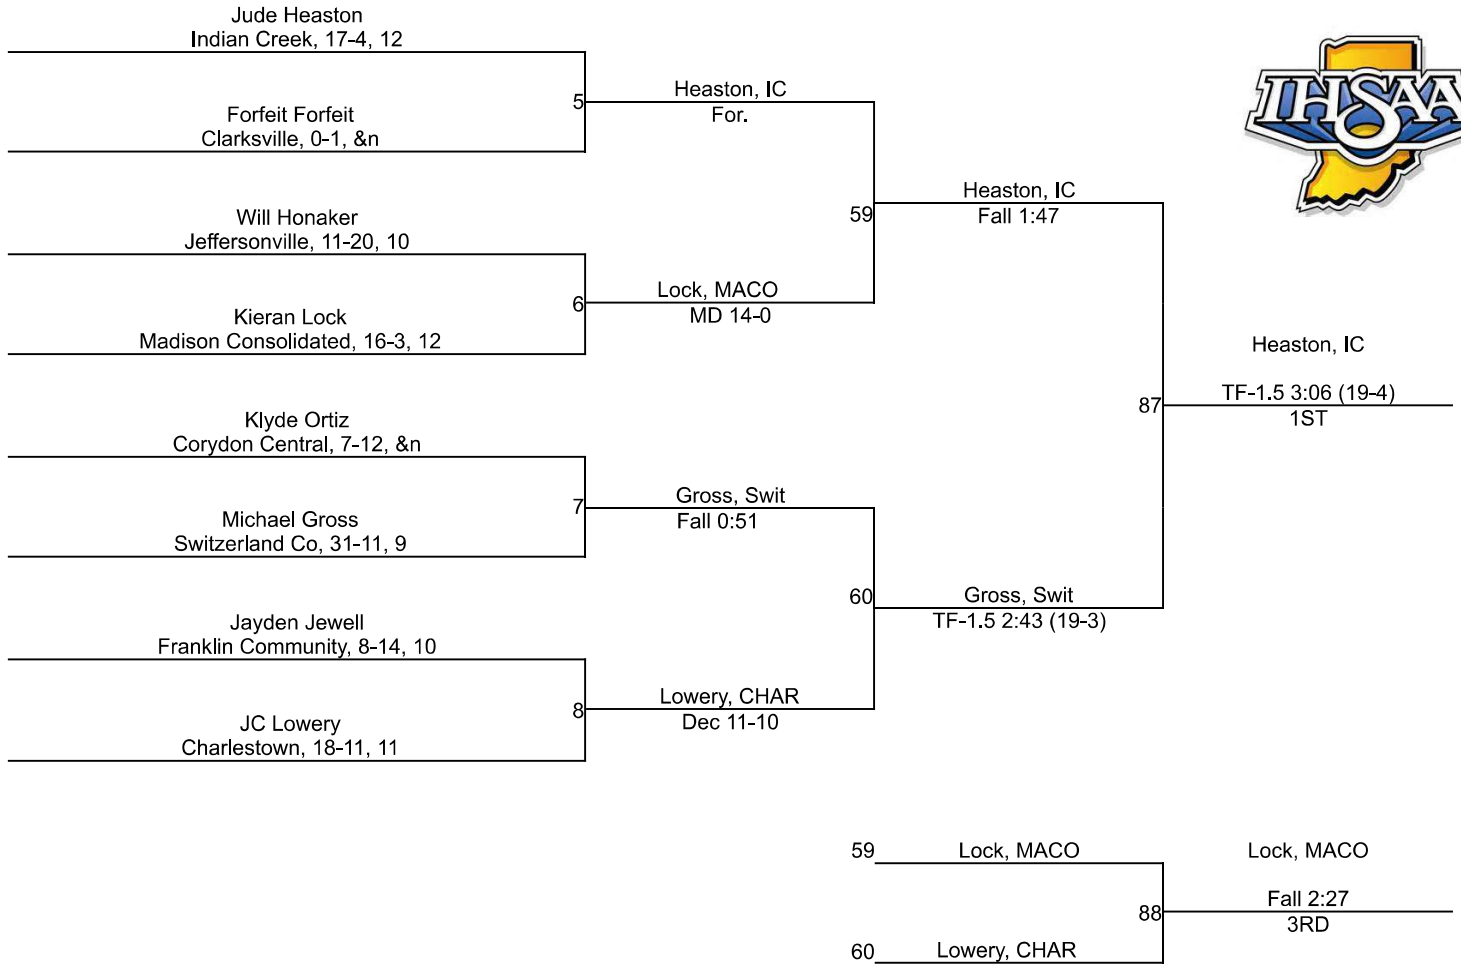 Jude Heaston
Indian Creek, 17-4, 12
Forfeit Forfeit
Clarksville, 0-1, &n
5
Heaston, IC
For.
Will Honaker
Jeffersonville, 11-20, 10
Kieran Lock
Madison Consolidated, 16-3, 12
6
Lock, MACO
MD 14-0
59
Heaston, IC
Fall 1:47
Klyde Ortiz
Corydon Central, 7-12, &n
Michael Gross
Switzerland Co, 31-11, 9
7
Gross, Swit
Fall 0:51
Jayden Jewell
Franklin Community, 8-14, 10
JC Lowery
Charlestown, 18-11, 11
8
Lowery, CHAR
Dec 11-10
60
Gross, Swit
TF-1.5 2:43 (19-3)
87
Heaston, IC
TF-1.5 3:06 (19-4)
1ST
IHSAA
59
Lock, MACO
60
Lowery, CHAR
88
Lock, MACO
Fall 2:27
3RD